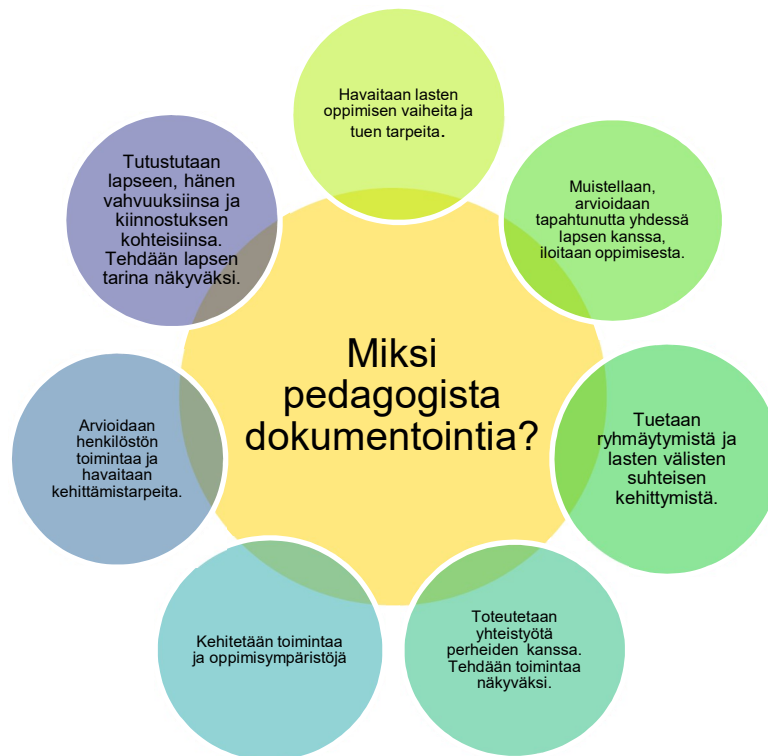 Havaitaan lasten
oppimisen vaiheita ja
tuen tarpeita.
Muistellaan,
arvioidaan
tapahtunutta yhdessä
lapsen kanssa,
iloitaan oppimisesta.
Tuetaan
ryhmäytymistä ja
lasten välisten
suhteisen
kehittymistä.
Toteutetaan
yhteistyötä perheiden kanssa.
Tehdään toimintaa
näkyväksi.
Kehitetään toimintaa
ja oppimisympäristöjä
Arvioidaan
henkilöstön
toimintaa ja
havaitaan
kehittämistarpeita.
Tutustutaan
lapseen, hänen
vahvuuksiinsa ja
kiinnostuksen
kohteisiinsa.
Tehdään lapsen
tarina näkyväksi.
Miksi
pedagogista
dokumentointia?